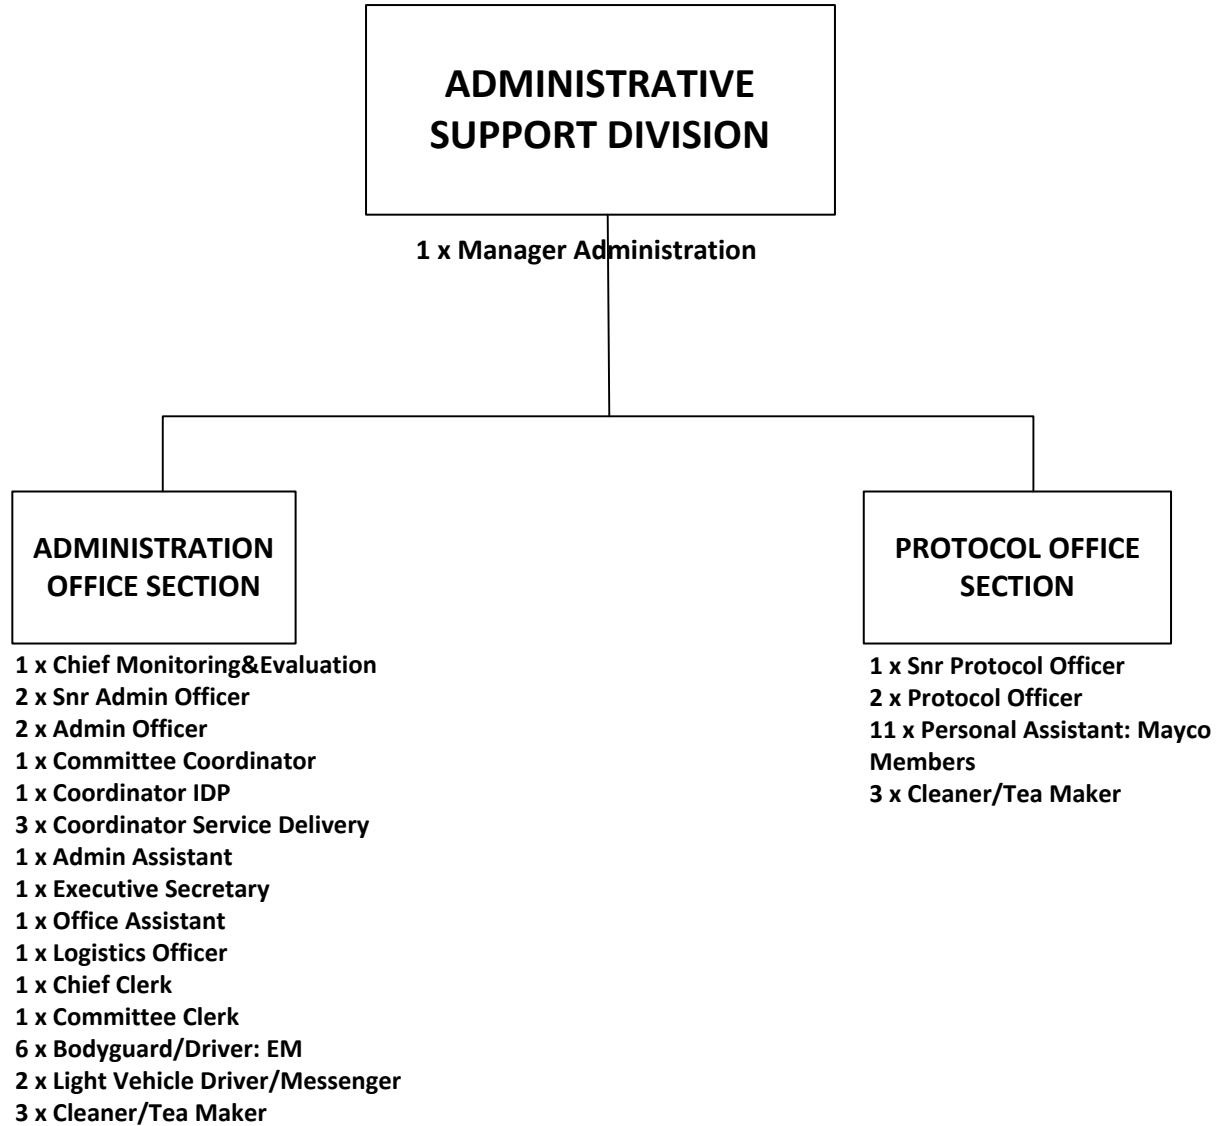 ADMINISTRATIVE
SUPPORT DIVISION
1 x Manager Administration
ADMINISTRATION
OFFICE SECTION
1 x Chief Monitoring&Evaluation
2 x Snr Admin Officer
2 x Admin Officer
1 x Committee Coordinator
1 x Coordinator IDP
3 x Coordinator Service Delivery
1 x Admin Assistant
1 x Executive Secretary
1 x Office Assistant
1 x Logistics Officer
1 x Chief Clerk
1 x Committee Clerk
6 x Bodyguard/Driver: EM
2 x Light Vehicle Driver/Messenger
3 x Cleaner/Tea Maker
PROTOCOL OFFICE
SECTION
1 x Snr Protocol Officer
2 x Protocol Officer
11 x Personal Assistant: Mayco
Members
3 x Cleaner/Tea Maker